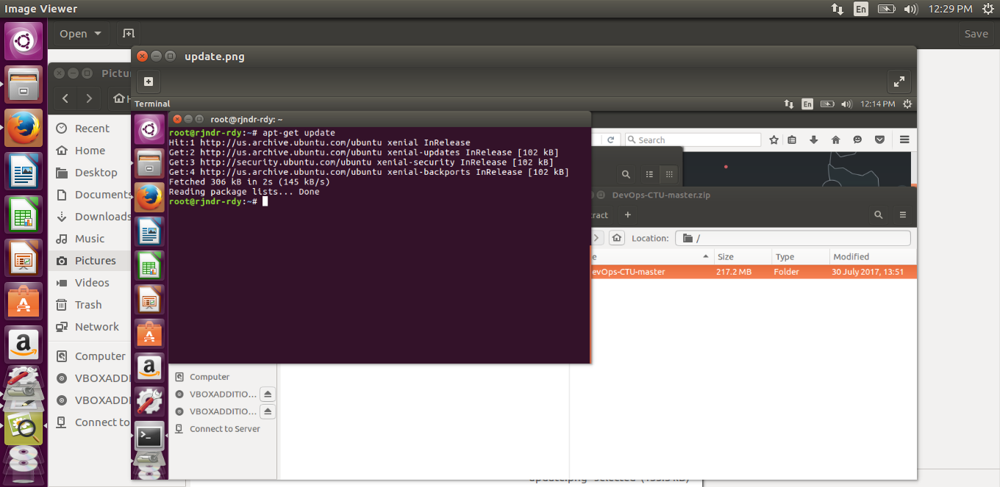 Image Viewer
En
12:29 PM
Open
Save
update.png
Pictur
Terminal
En
12:14 PM
root@rjndr-rdy: ~
root@rjndr-rdy:~# apt-get update
Hit:1 http://us.archive.ubuntu.com/ubuntu xenial InRelease
Get:2 http://us.archive.ubuntu.com/ubuntu xenial-updates InRelease [102 kB]
Get:3 http://security.ubuntu.com/ubuntu xenial-security InRelease [102 kB]
Get:4 http://us.archive.ubuntu.com/ubuntu xenial-backports InRelease [102 kB]
Fetched 306 kB in 2s (145 kB/s)
Reading package lists... Done
root@rjndr-rdy:~#
Search
DevOps-CTU-master.zip
ract
+
Location:
/
e
Size
Type
Modified
evOps-CTU-master
217.2 MB
Folder
30 July 2017, 13:51
H
Recent
Home
Desktop
Documents
Downloads
Music
Pictures
Videos
Trash
Network
Computer
VBOXADDI
VBOXADDI
Connect to
Computer
VBOXADDITIO...
VBOXADDITIO...
Connect to Server